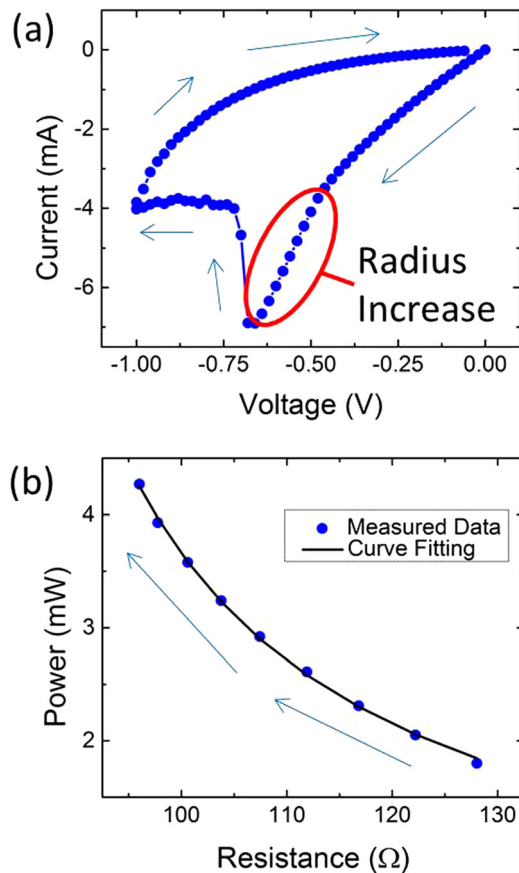 (a)
0
-2
-4
-6
Current (mA)
Radius
Increase
-1.00 -0.75 -0.50 -0.25 0.00
Voltage (V)
(b)
4
3
2
Power (mW)
Measured Data
Curve Fitting
100 110 120 130
Resistance (Ω)